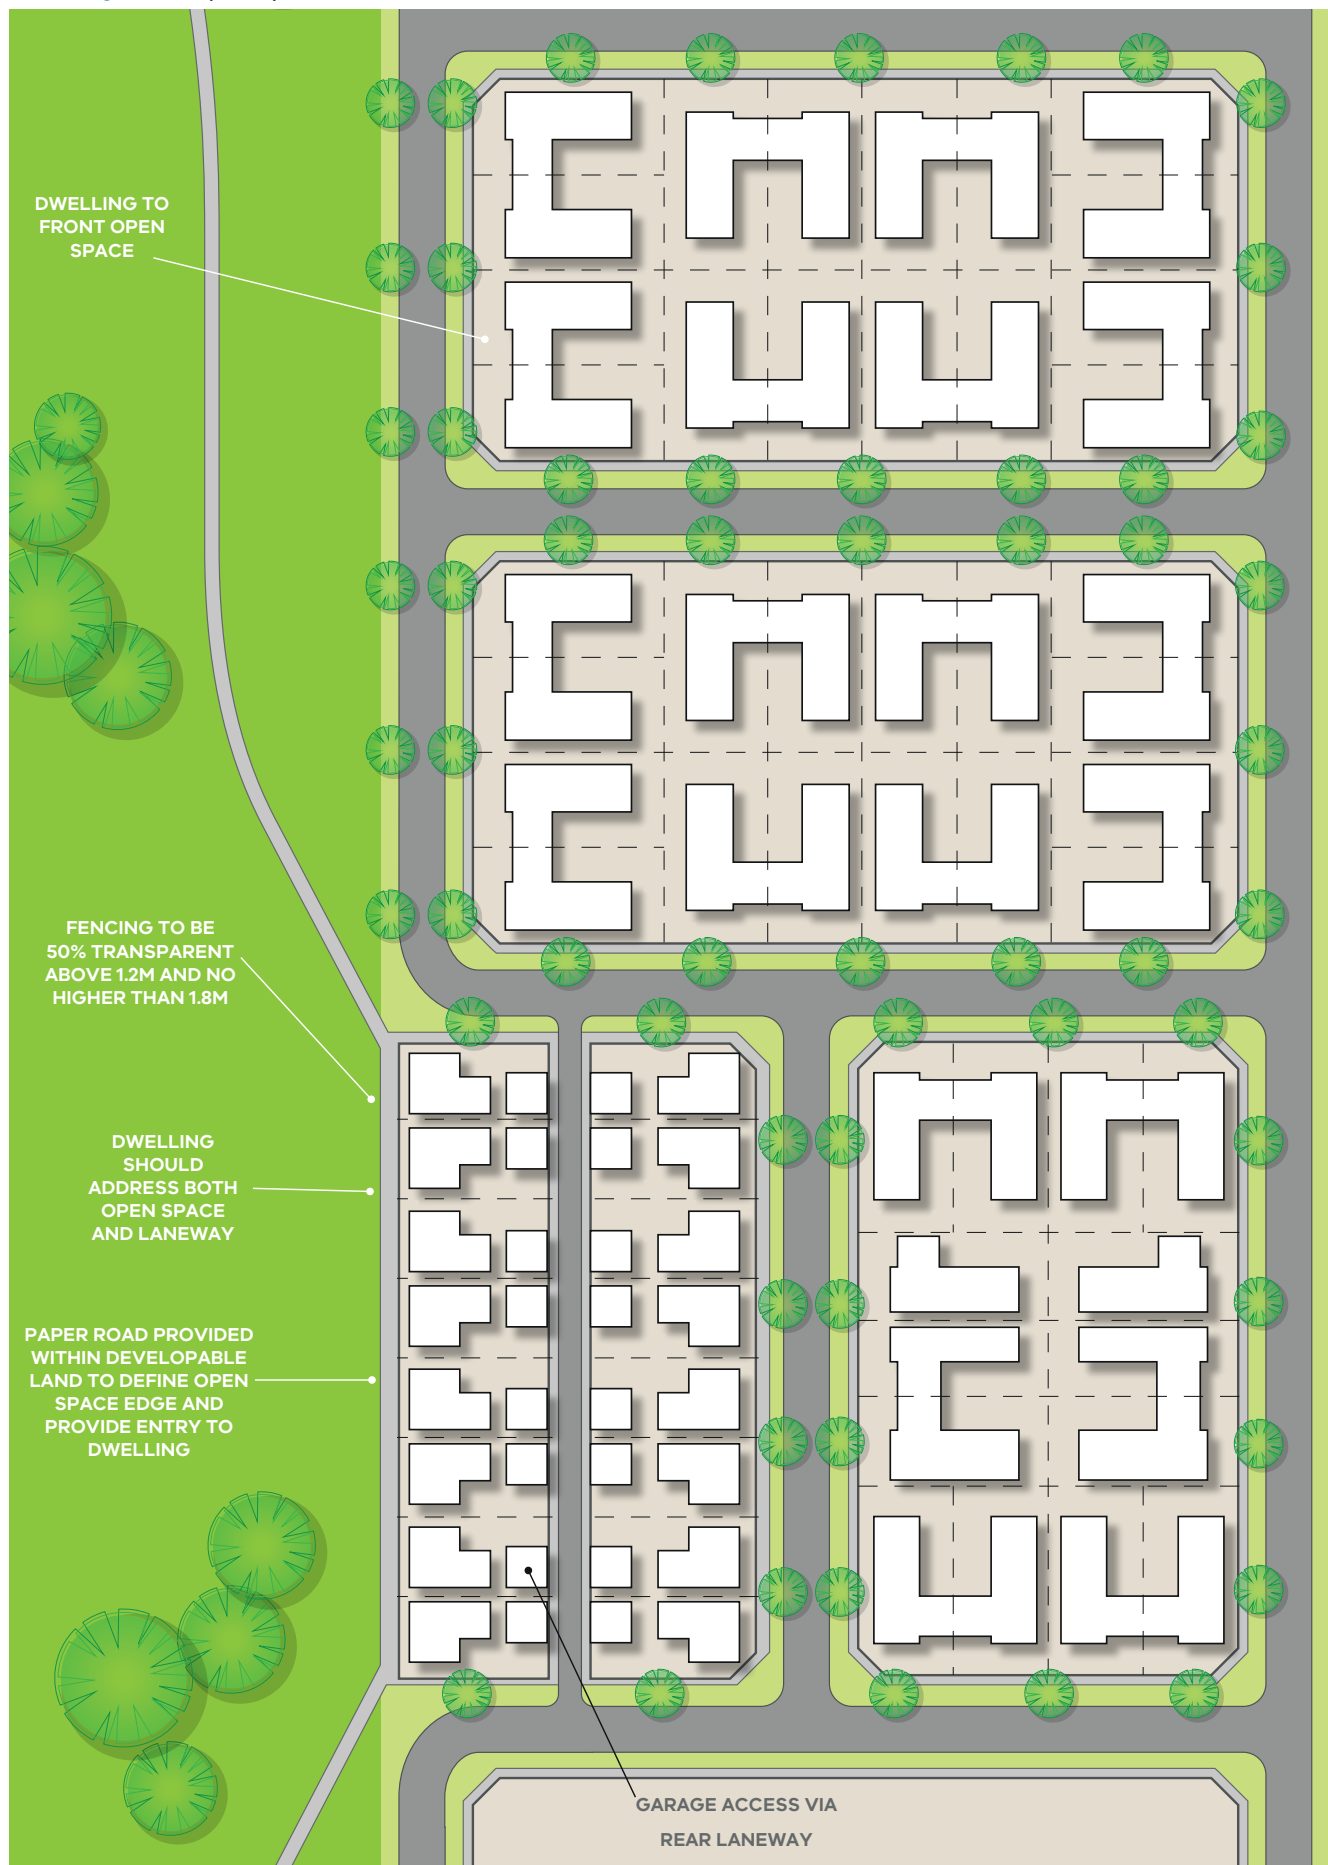 DWELLING TO
FRONT OPEN
SPACE
FENCING TO BE
50% TRANSPARENT
ABOVE 1.2M AND NO
HIGHER THAN 1.8M
DWELLING
SHOULD
ADDRESS BOTH
OPEN SPACE
AND LANEWAY
PAPER ROAD PROVIDED
WITHIN DEVELOPABLE
LAND TO DEFINE OPEN
SPACE EDGE AND
PROVIDE ENTRY TO
DWELLING
GARAGE ACCESS VIA
REAR LANEWAY